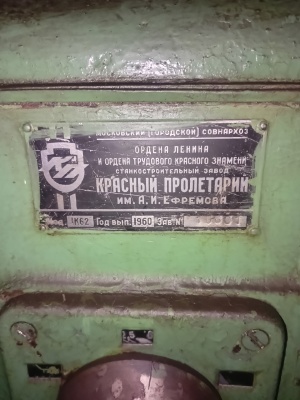 МОСКОВСКИЙ (ГОРОДСКОЙ) СОВНАРХОЗ
ОРДЕНА ЛЕНИНА
И ОРДЕНА ТРУДОВОГО КРАСНОГО ЗНАМЕНИ
СТАНКОСТРОИТЕЛЬНЫЙ ЗАВОД
КРАСНЫЙ ПРОЛЕТАРИЙ
ИМ. А.И. ЕФРЕМОВА
1К62 Год вып. 1960 Зав. №